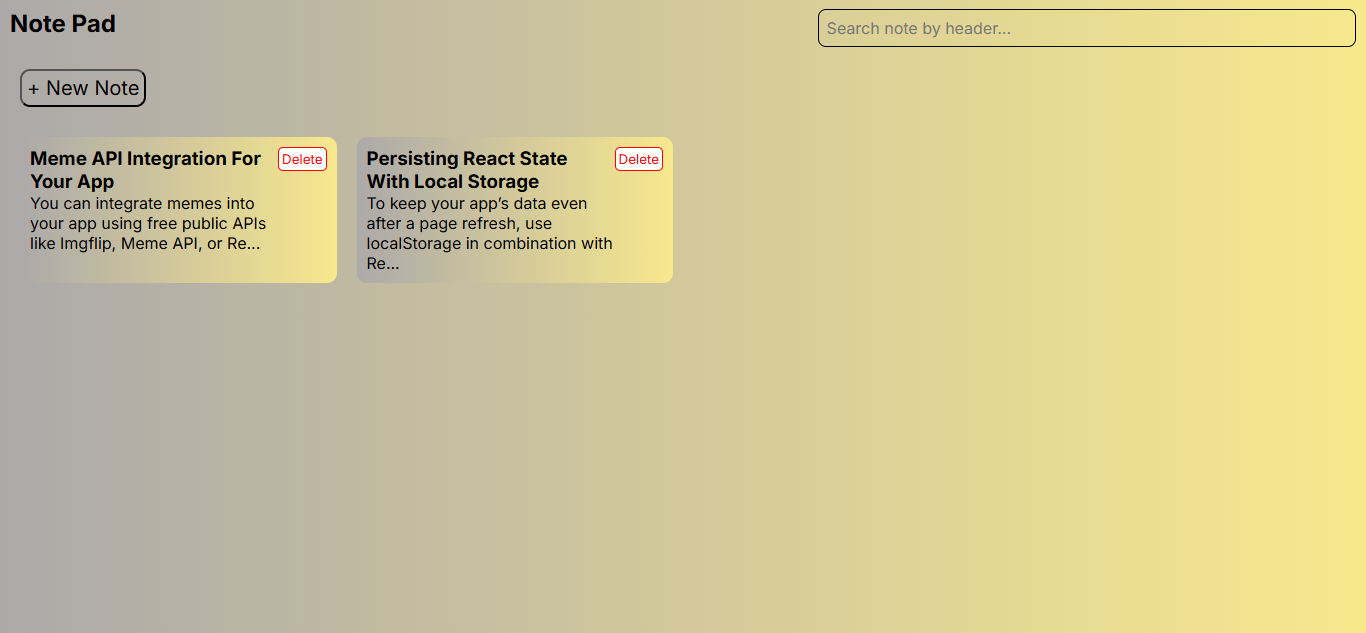 Note Pad
Search note by header...
+ New Note
Meme API Integration For
Your App
Delete
You can integrate memes into
your app using free public APIs
like Imgflip, Meme API, or Re...
Persisting React State
With Local Storage
Delete
To keep your app’s data even
after a page refresh, use
localStorage in combination with
Re...